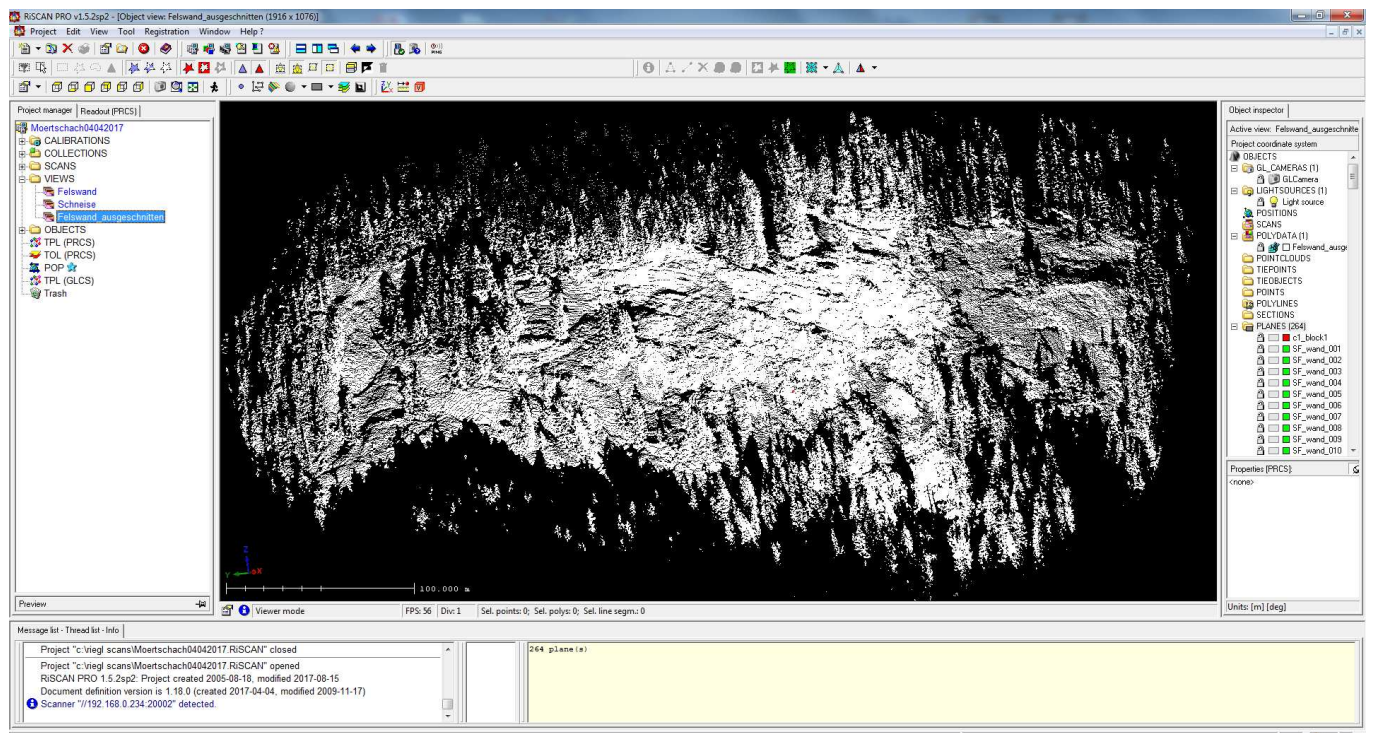 RiSCAN PRO v1.5.2sp2 - [Object view: Felswand_ausgeschnitten (1916 x 1076)]
Project Edit View Tool Registration Window Help ?
Project manager Readout (PRCS)
Moertschach04042017
CALIBRATIONS
COLLECTIONS
SCANS
VIEWS
Felswand
Schneise
Felswand_ausgeschnitten
OBJECTS
TPL (PRCS)
TOL (PRCS)
POP
TPL (GLCS)
Trash
Preview
Z
Y X
100.000 m
Viewer mode FPS: 56 Div: 1 Sel. points: 0; Sel. polys: 0; Sel. line segm.: 0
Object inspector
Active view: Felswand_ausgeschnitte
Project coordinate system
OBJECTS
GL_CAMERAS (1)
GLCamera
LIGHTSOURCES (1)
Light source
POSITIONS
SCANS
POLYDATA (1)
Felswand_ausge
POINTCLOUDS
TIEPOINTS
TIEOBJECTS
POINTS
POLYLINES
SECTIONS
PLANES (264)
c1_block1
SF_wand_001
SF_wand_002
SF_wand_003
SF_wand_004
SF_wand_005
SF_wand_006
SF_wand_007
SF_wand_008
SF_wand_009
SF_wand_010
Properties [PRCS]:
<none>
Units: [m] [deg]
Message list - Thread list - Info
Project "c:\riegl scans\Moertschach04042017.RiSCAN" closed
Project "c:\riegl scans\Moertschach04042017.RiSCAN" opened
RiSCAN PRO 1.5.2sp2: Project created 2005-08-18, modified 2017-08-15
Document definition version is 1.18.0 (created 2017-04-04, modified 2009-11-17)
Scanner "//192.168.0.234:20002" detected.
264 plane(s)